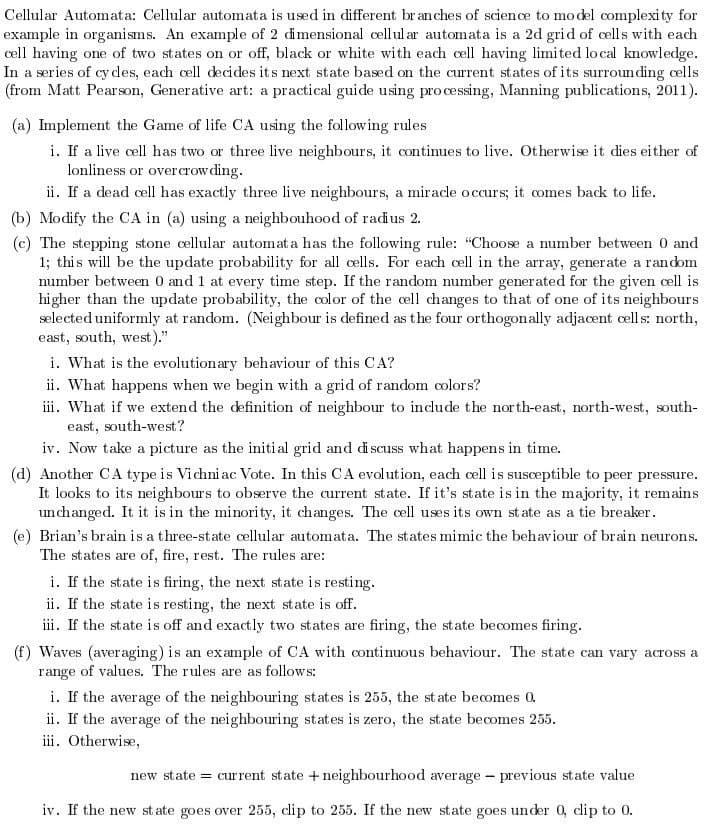 Cellular Automata: Cellular automata is used in different branches of science to model complexity for
example in organisms. An example of 2 dimensional cellular automata is a 2d grid of cells with each
cell having one of two states on or off, black or white with each cell having limited local knowledge.
In a series of cycles, each cell decides its next state based on the current states of its surrounding cells
(from Matt Pearson, Generative art: a practical guide using processing, Manning publications, 2011).
(a) Implement the Game of life CA using the following rules
i. If a live cell has two or three live neighbours, it continues to live. Otherwise it dies either of
lonliness or overcrowding.
ii. If a dead cell has exactly three live neighbours, a miracle occurs; it comes back to life.
(b) Modify the CA in (a) using a neighbouhood of radius 2.
(c) The stepping stone cellular automata has the following rule: “Choose a number between 0 and
1; this will be the update probability for all cells. For each cell in the array, generate a random
number between 0 and 1 at every time step. If the random number generated for the given cell is
higher than the update probability, the color of the cell changes to that of one of its neighbours
selected uniformly at random. (Neighbour is defined as the four orthogonally adjacent cells: north,
east, south, west).”
i. What is the evolutionary behaviour of this CA?
ii. What happens when we begin with a grid of random colors?
iii. What if we extend the definition of neighbour to include the north-east, north-west, south-
east, south-west?
iv. Now take a picture as the initial grid and discuss what happens in time.
(d) Another CA type is Vichniac Vote. In this CA evolution, each cell is susceptible to peer pressure.
It looks to its neighbours to observe the current state. If it’s state is in the majority, it remains
unchanged. It it is in the minority, it changes. The cell uses its own state as a tie breaker.
(e) Brian’s brain is a three-state cellular automata. The states mimic the behaviour of brain neurons.
The states are of, fire, rest. The rules are:
i. If the state is firing, the next state is resting.
ii. If the state is resting, the next state is off.
iii. If the state is off and exactly two states are firing, the state becomes firing.
(f) Waves (averaging) is an example of CA with continuous behaviour. The state can vary across a
range of values. The rules are as follows:
i. If the average of the neighbouring states is 255, the state becomes 0.
ii. If the average of the neighbouring states is zero, the state becomes 255.
iii. Otherwise,
new state = current state + neighbourhood average − previous state value
iv. If the new state goes over 255, clip to 255. If the new state goes under 0, clip to 0.